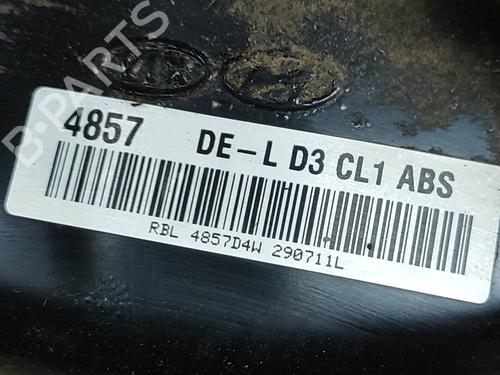 B-PARTS
4857 DE-L D3 CL1 ABS
RBL 4857D4W 290711L